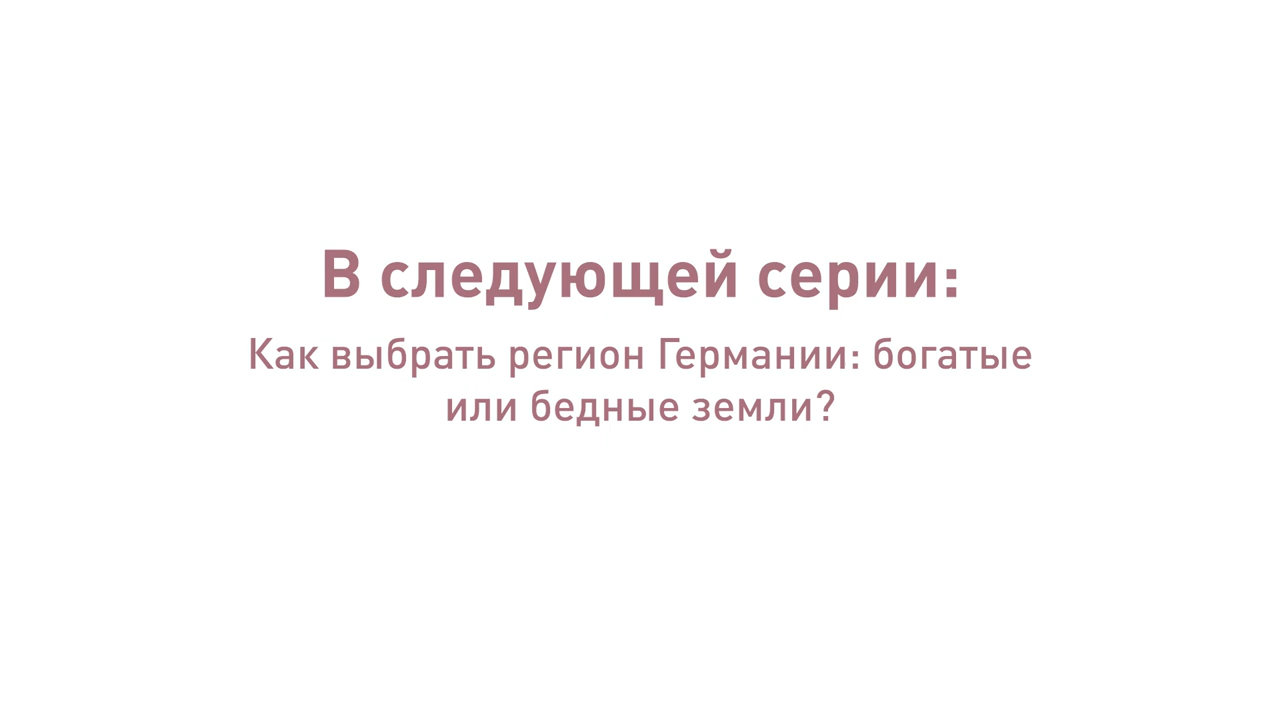 В следующей серии:
Как выбрать регион Германии: богатые
или бедные земли?